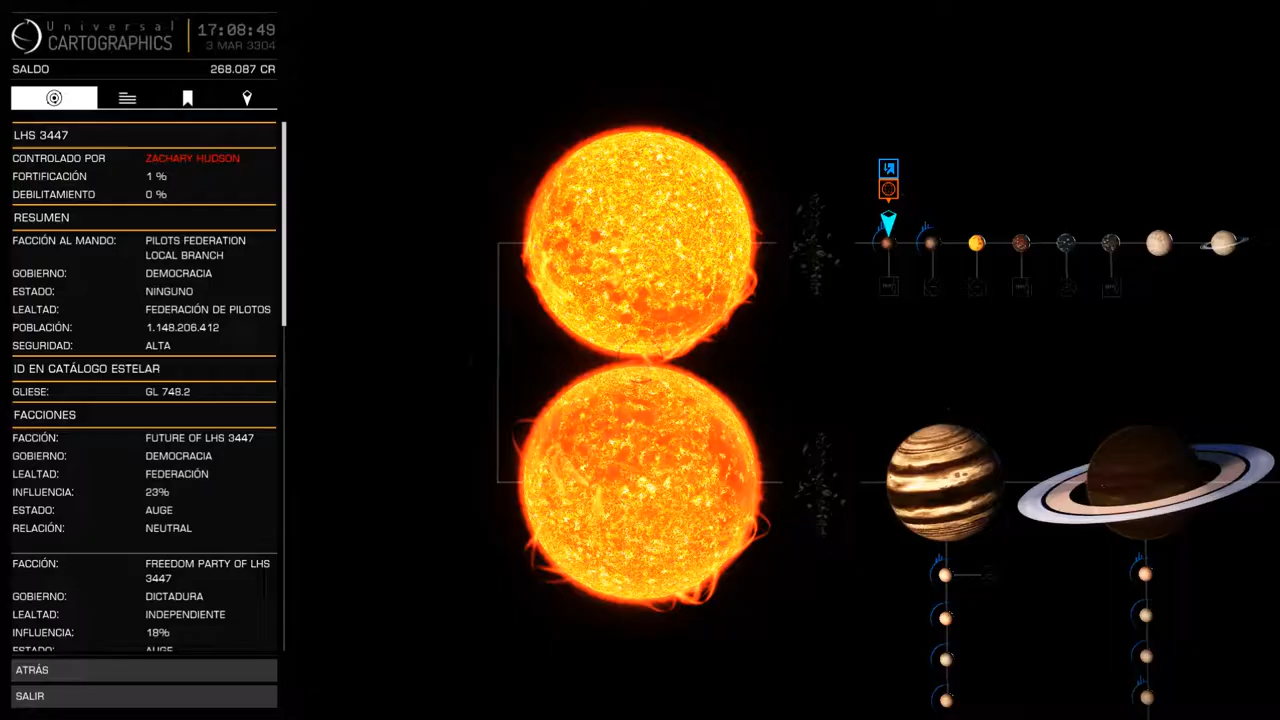 Universal
CARTOGRAPHICS
17:08:49
3 MAR 3304
SALDO 268.087 CR
LHS 3447
CONTROLADO POR ZACHARY HUDSON
FORTIFICACIÓN 1 %
DEBILITAMIENTO 0 %
RESUMEN
FACCIÓN AL MANDO: PILOTS FEDERATION
LOCAL BRANCH
GOBIERNO: DEMOCRACIA
ESTADO: NINGUNO
LEALTAD: FEDERACIÓN DE PILOTOS
POBLACIÓN: 1.148.206.412
SEGURIDAD: ALTA
ID EN CATÁLOGO ESTELAR
GLIESE: GL 748.2
FACCIONES
FACCIÓN: FUTURE OF LHS 3447
GOBIERNO: DEMOCRACIA
LEALTAD: FEDERACIÓN
INFLUENCIA: 23%
ESTADO: AUGE
RELACIÓN: NEUTRAL
FACCIÓN: FREEDOM PARTY OF LHS
3447
GOBIERNO: DICTADURA
LEALTAD: INDEPENDIENTE
INFLUENCIA: 18%
ESTADO: AUGE
ATRÁS
SALIR